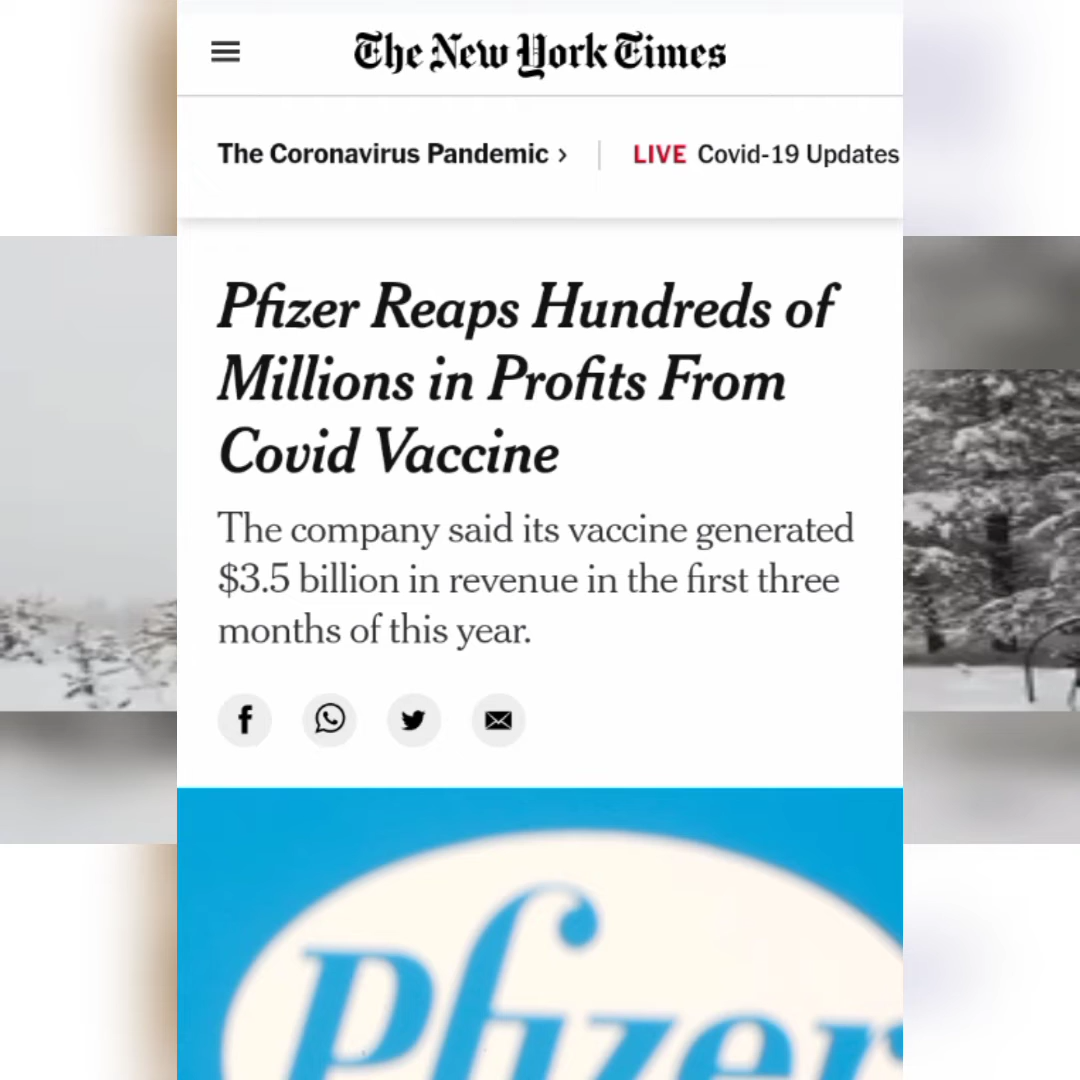 The New York Times
The Coronavirus Pandemic › | LIVE Covid-19 Updates
Pfizer Reaps Hundreds of
Millions in Profits From
Covid Vaccine
The company said its vaccine generated
$3.5 billion in revenue in the first three
months of this year.
Pfizer